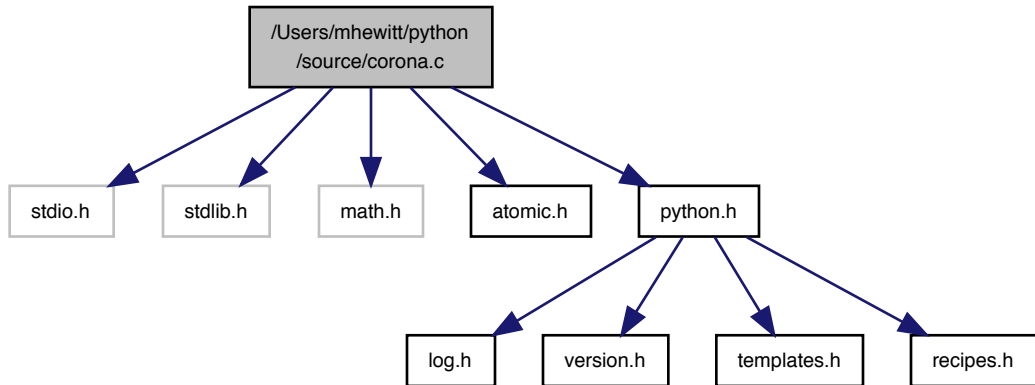 /Users/mhewitt/python
/source/corona.c
stdio.h
stdlib.h
math.h
atomic.h
python.h
log.h
version.h
templates.h
recipes.h